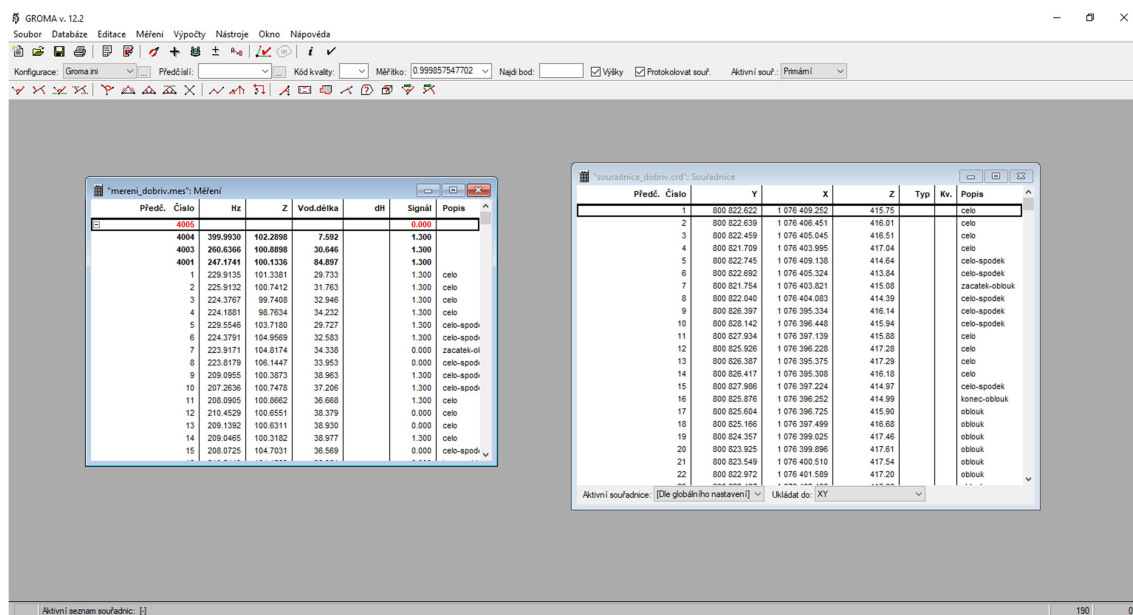 GROMA v. 12.2
Soubor Databáze Editace Měření Výpočty Nástroje Okno Nápověda
Konfigurace: Groma.ini ... Předčíslí: ... Kód kvality: Měřítko: 0.999857547702 Najdi bod: Výšky Protokolovat souř. Aktivní souř.: Primární
"mereni_dobriv.mes": Měření
Předč. Číslo Hz Z Vod.délka dH Signál Popis
4005 0.000
4004 399.9930 102.2898 7.592 1.300
4003 260.6366 100.8898 30.646 1.300
4001 247.1741 100.1336 84.897 1.300
1 229.9135 101.3381 29.733 1.300 celo
2 225.9132 100.7412 31.763 1.300 celo
3 224.3767 99.7408 32.946 1.300 celo
4 224.1881 98.7634 34.232 1.300 celo
5 229.5546 103.7180 29.727 1.300 celo-spode
6 224.3791 104.9569 32.583 1.300 celo-spode
7 223.9171 104.8174 34.338 0.000 zacatek-ol
8 223.8179 106.1447 33.953 0.000 celo-spode
9 209.0955 100.3873 38.963 1.300 celo-spode
10 207.2636 100.7478 37.206 1.300 celo-spode
11 208.0905 100.8662 36.668 1.300 celo
12 210.4529 100.6551 38.379 0.000 celo
13 209.1392 100.6311 38.930 0.000 celo
14 209.0465 100.3182 38.977 1.300 celo
15 208.0725 104.7031 36.569 0.000 celo-spode
"souradnice_dobriv.crd": Souřadnice
Předč. Číslo Y X Z Typ Kv. Popis
1 800 822.622 1 076 409.252 415.75 celo
2 800 822.639 1 076 406.451 416.01 celo
3 800 822.459 1 076 405.045 416.51 celo
4 800 821.709 1 076 403.995 417.04 celo
5 800 822.745 1 076 409.138 414.64 celo-spodek
6 800 822.692 1 076 405.324 413.84 celo-spodek
7 800 821.754 1 076 403.821 415.08 zacatek-oblouk
8 800 822.040 1 076 404.083 414.39 celo-spodek
9 800 826.397 1 076 395.334 416.14 celo-spodek
10 800 828.142 1 076 396.448 415.94 celo-spodek
11 800 827.934 1 076 397.139 415.88 celo
12 800 825.926 1 076 396.228 417.28 celo
13 800 826.387 1 076 395.375 417.29 celo
14 800 826.417 1 076 395.308 416.18 celo
15 800 827.986 1 076 397.224 414.97 celo-spodek
16 800 825.876 1 076 396.252 414.99 konec-oblouk
17 800 825.604 1 076 396.725 415.90 oblouk
18 800 825.166 1 076 397.499 416.68 oblouk
19 800 824.357 1 076 399.025 417.46 oblouk
20 800 823.925 1 076 399.896 417.61 oblouk
21 800 823.549 1 076 400.510 417.54 oblouk
22 800 822.972 1 076 401.589 417.20 oblouk
Aktivní souřadnice: [Dle globálního nastavení] Ukládat do: XY
Aktivní seznam souřadnic: [-] 190 0